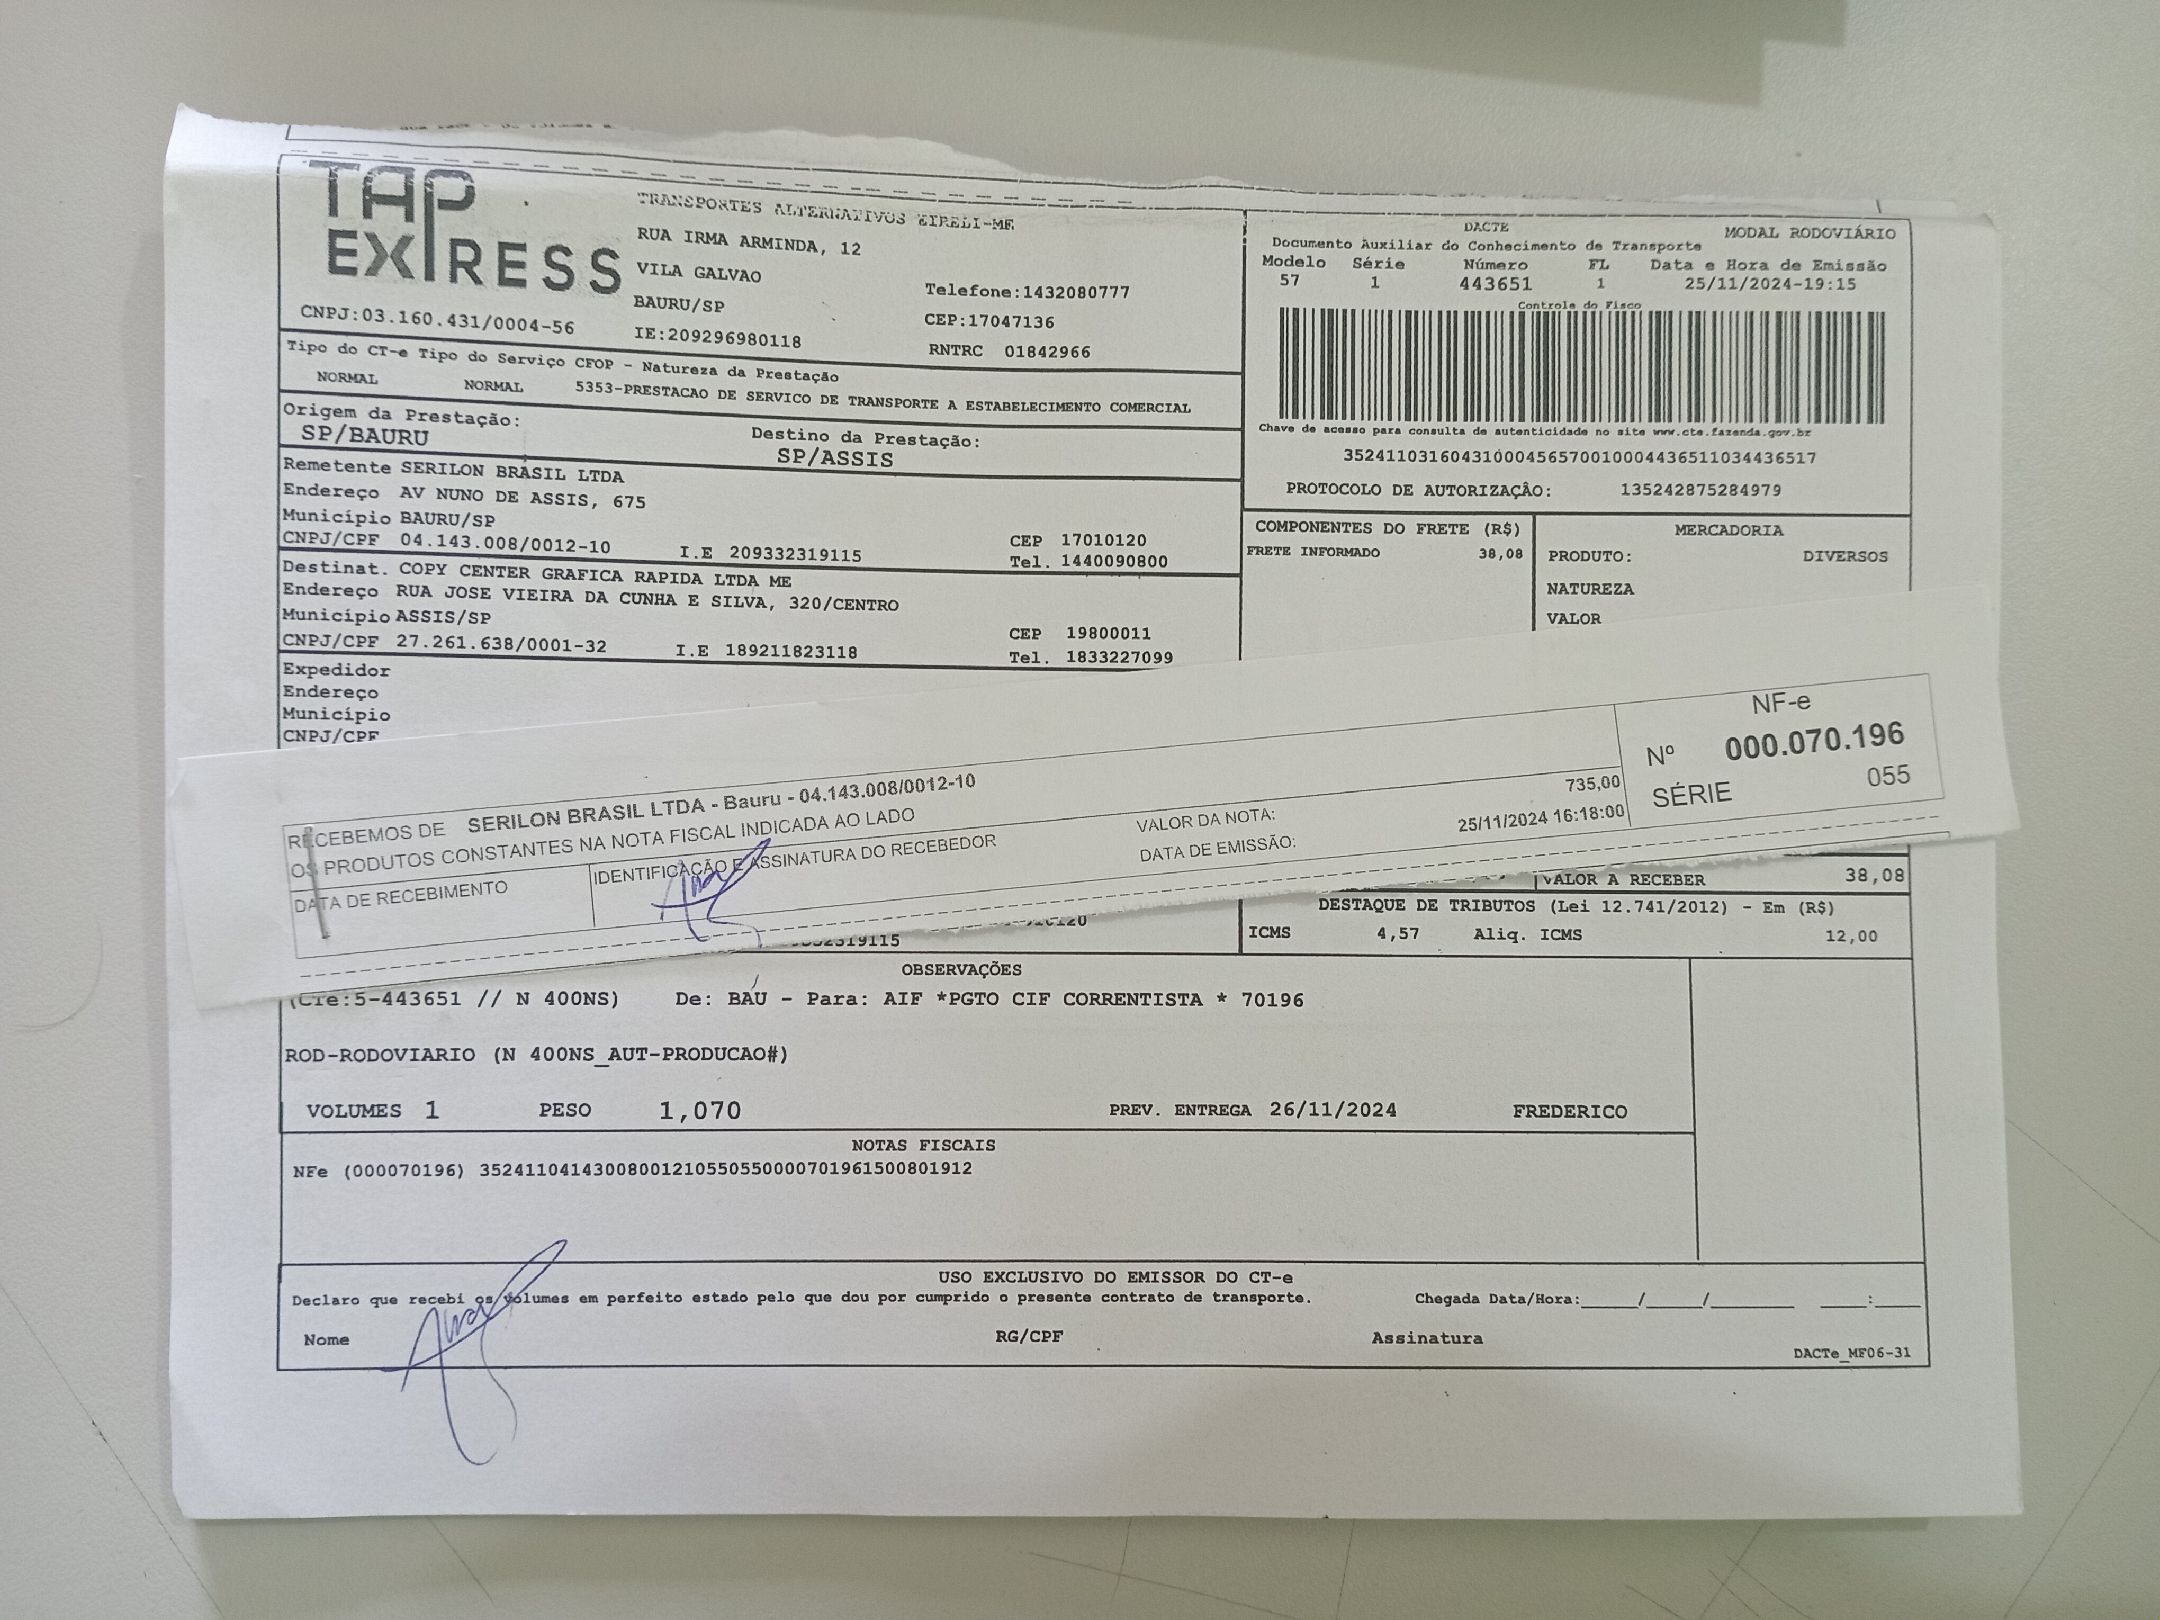 TAP
EXPRESS
CNPJ:03.160.431/0004-56
TRANSPORTES ALTERNATIVOS EIRELI-ME
RUA IRMA ARMINDA, 12
VILA GALVAO
BAURU/SP
IE:209296980118
Telefone:1432080777
CEP:17047136
RNTRC 01842966
DACTE
MODAL RODOVIÁRIO
Documento Auxiliar do Conhecimento de Transporte
Modelo Série Número FL Data e Hora de Emissão
57 1 443651 1 25/11/2024-19:15
Controle do Fisco
Chave de acesso para consulta de autenticidade no site www.cte.fazenda.gov.br
35241103160431000456570010004436511034436517
PROTOCOLO DE AUTORIZAÇÂO: 135242875284979
Tipo do CT-e Tipo do Serviço CFOP - Natureza da Prestação
NORMAL NORMAL 5353-PRESTACAO DE SERVICO DE TRANSPORTE A ESTABELECIMENTO COMERCIAL
Origem da Prestação: Destino da Prestação:
SP/BAURU SP/ASSIS
Remetente SERILON BRASIL LTDA
Endereço AV NUNO DE ASSIS, 675
Município BAURU/SP CEP 17010120
CNPJ/CPF 04.143.008/0012-10 I.E 209332319115 Tel. 1440090800
Destinat. COPY CENTER GRAFICA RAPIDA LTDA ME
Endereço RUA JOSE VIEIRA DA CUNHA E SILVA, 320/CENTRO
Município ASSIS/SP CEP 19800011
CNPJ/CPF 27.261.638/0001-32 I.E 189211823118 Tel. 1833227099
Expedidor
Endereço
Município
CNPJ/CPF
COMPONENTES DO FRETE (R$)
FRETE INFORMADO 38,08
MERCADORIA
PRODUTO: DIVERSOS
NATUREZA
VALOR
RECEBEMOS DE SERILON BRASIL LTDA - Bauru - 04.143.008/0012-10
OS PRODUTOS CONSTANTES NA NOTA FISCAL INDICADA AO LADO
DATA DE RECEBIMENTO
IDENTIFICAÇÃO E ASSINATURA DO RECEBEDOR
VALOR DA NOTA: 735,00
DATA DE EMISSÃO: 25/11/2024 16:18:00
NF-e
Nº 000.070.196
SÉRIE 055
VALOR A RECEBER 38,08
DESTAQUE DE TRIBUTOS (Lei 12.741/2012) - Em (R$)
ICMS 4,57 Aliq. ICMS 12,00
OBSERVAÇÕES
(Cte:5-443651 // N 400NS) De: BAU - Para: AIF *PGTO CIF CORRENTISTA * 70196
ROD-RODOVIARIO (N 400NS_AUT-PRODUCAO#)
VOLUMES 1 PESO 1,070 PREV. ENTREGA 26/11/2024 FREDERICO
NOTAS FISCAIS
NFe (000070196) 35241104143008001210550550000701961500801912
USO EXCLUSIVO DO EMISSOR DO CT-e
Declaro que recebi os volumes em perfeito estado pelo que dou por cumprido o presente contrato de transporte. Chegada Data/Hora:_____/_____/_______ ____:____
Nome RG/CPF Assinatura
DACTe_MF06-31